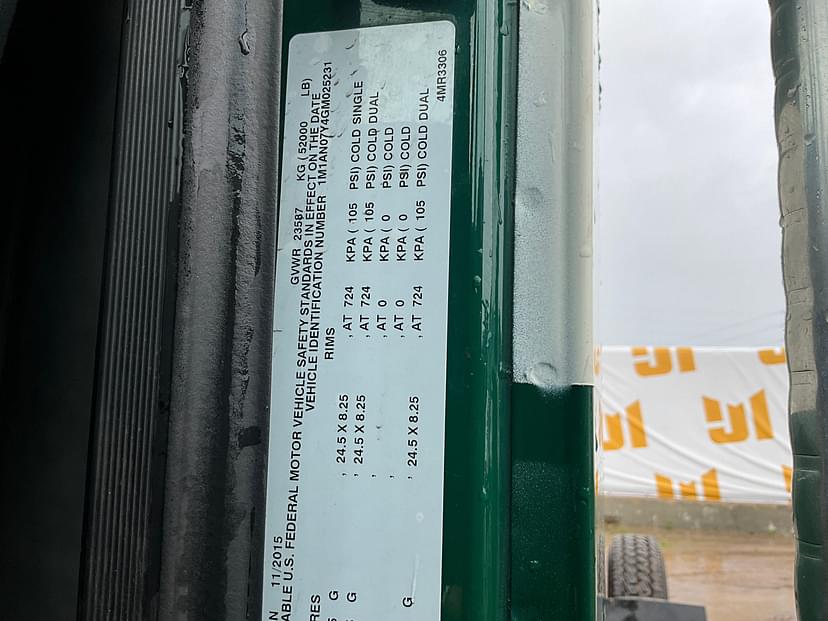 N 11/2015 GVWR 23587 KG ( 52000 LB)
ABLE U.S. FEDERAL MOTOR VEHICLE SAFETY STANDARDS IN EFFECT ON THE DATE
VEHICLE IDENTIFICATION NUMBER 1M1AN07Y4GM025231
RES RIMS
5 G , 24.5 X 8.25 , AT 724 KPA ( 105 PSI) COLD SINGLE
G , 24.5 X 8.25 , AT 724 KPA ( 105 PSI) COLD DUAL
, , AT 0 KPA ( 0 PSI) COLD
, , AT 0 KPA ( 0 PSI) COLD
G , 24.5 X 8.25 , AT 724 KPA ( 105 PSI) COLD DUAL
4MR3306